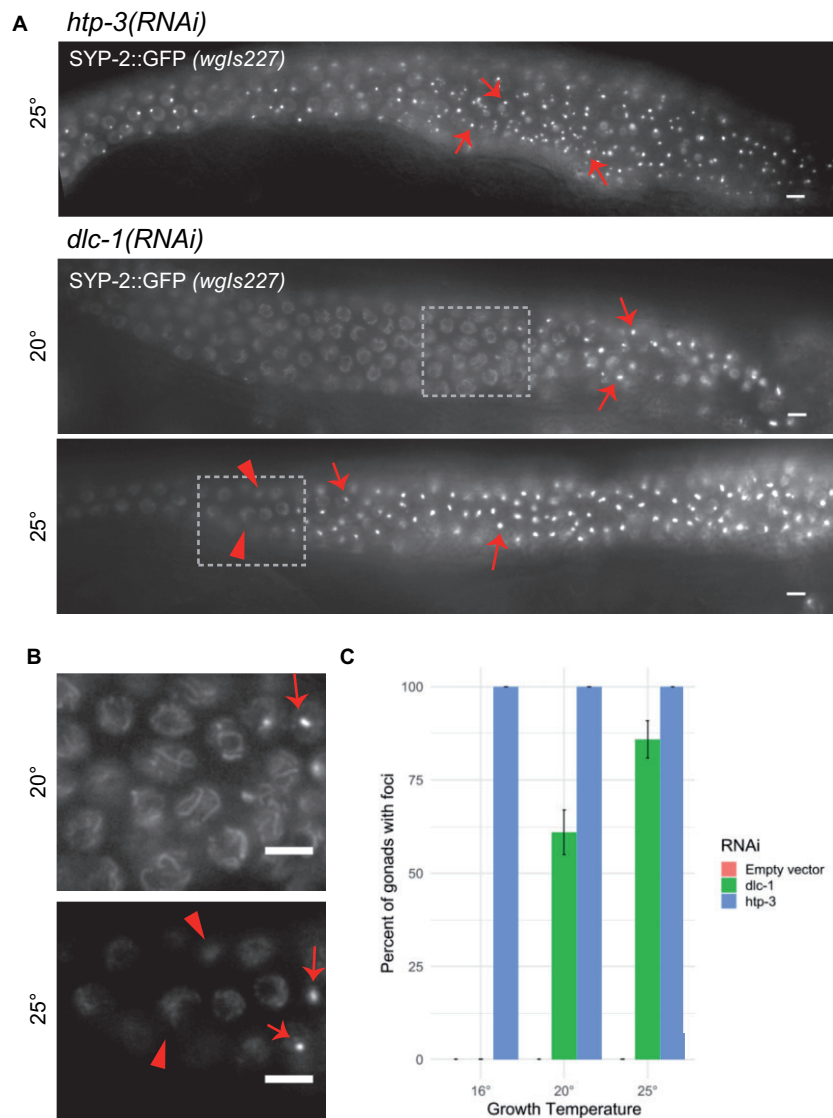 A
htp-3(RNAi)
SYP-2::GFP (wgIs227)
25°
dlc-1(RNAi)
SYP-2::GFP (wgIs227)
20°
25°
B
20°
25°
C
Percent of gonads with foci
100
75
50
25
0
16°
20°
25°
Growth Temperature
RNAi
Empty vector
dlc-1
htp-3